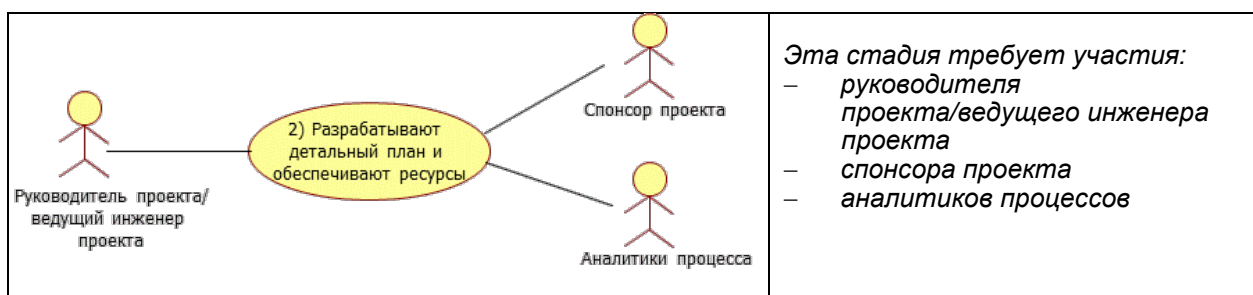 Руководитель проекта/
ведущий инженер
проекта
2) Разрабатывают
детальный план и
обеспечивают ресурсы
Спонсор проекта
Аналитики процесса
Эта стадия требует участия:
– руководителя
проекта/ведущего инженера
проекта
– спонсора проекта
– аналитиков процессов